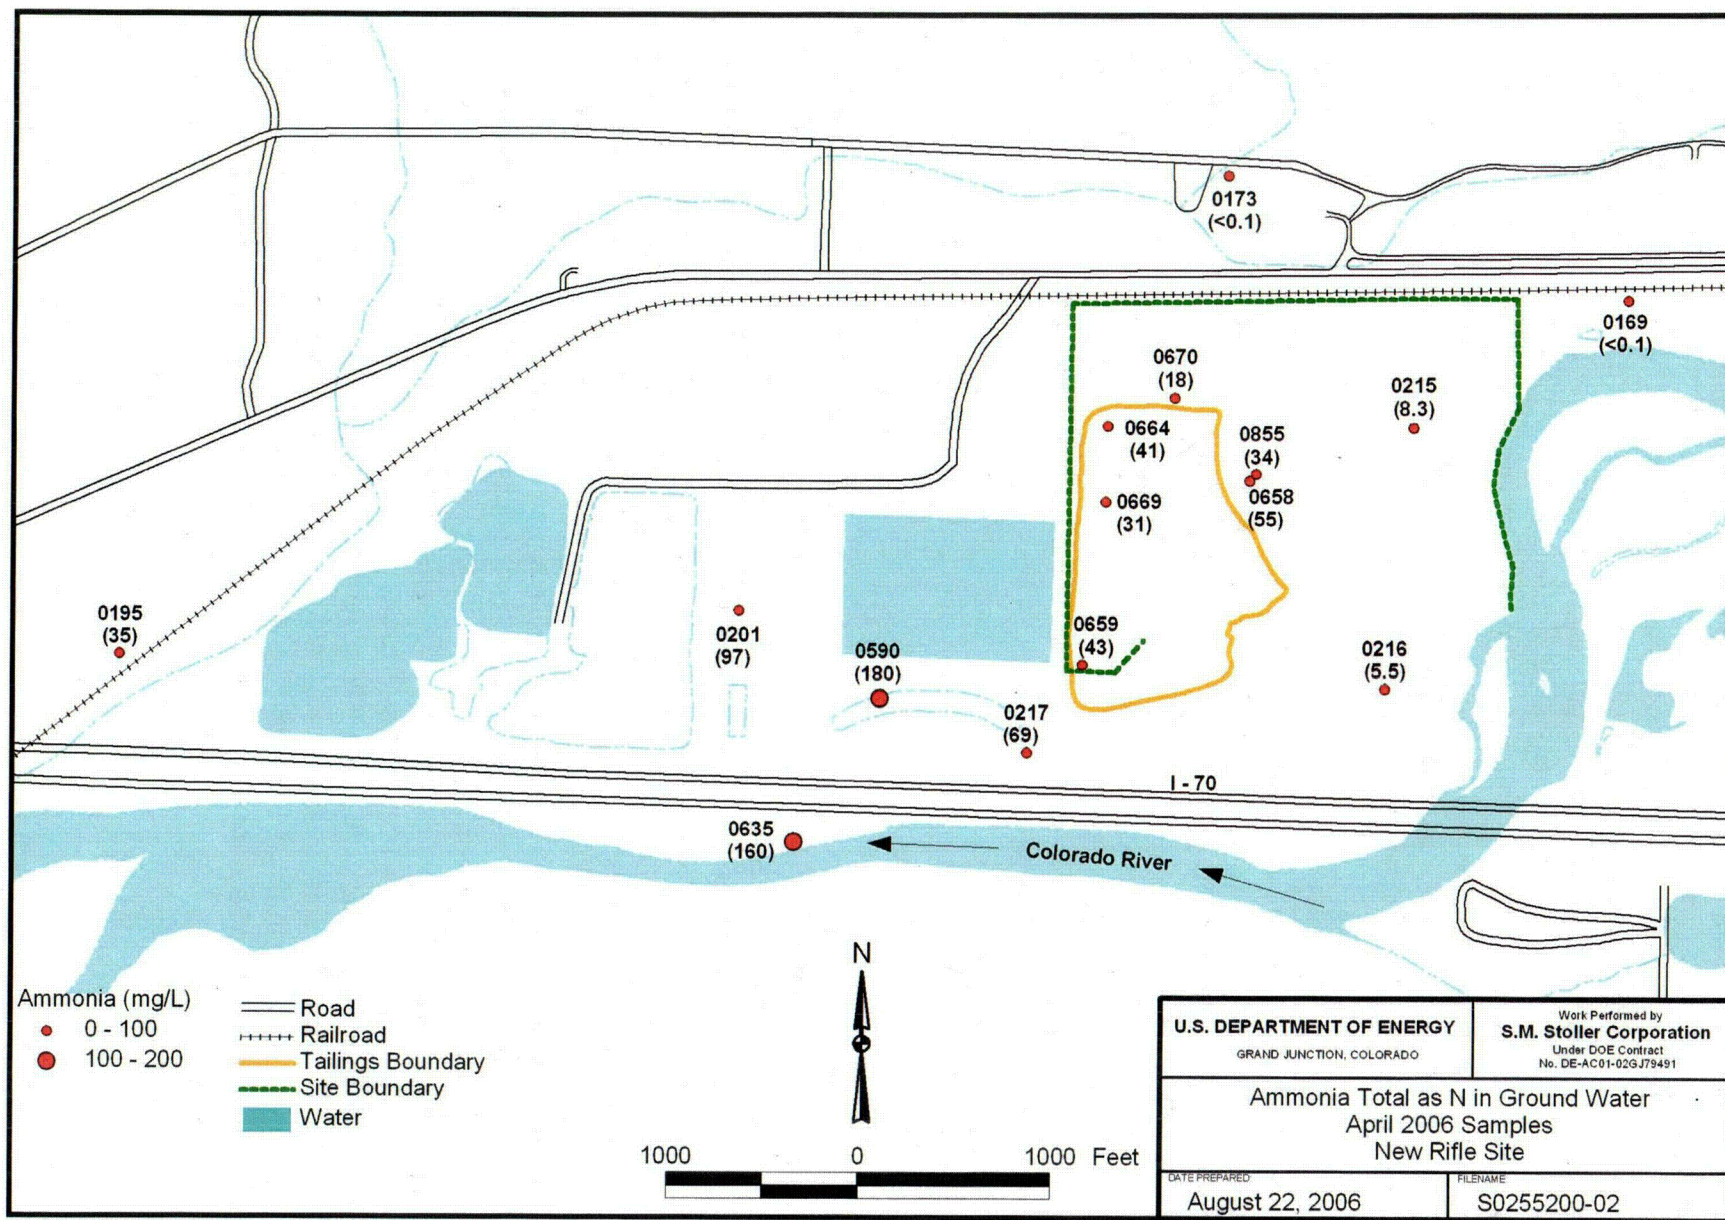 0173
(<0.1)
0169
(<0.1)
0670
(18)
0215
(8.3)
0664
(41)
0855
(34)
0669
(31)
0658
(55)
0195
(35)
0201
(97)
0590
(180)
0659
(43)
0216
(5.5)
0217
(69)
I - 70
0635
(160)
Colorado River
N
Ammonia (mg/L)
0 - 100
100 - 200
Road
Railroad
Tailings Boundary
Site Boundary
Water
1000 0 1000 Feet
U.S. DEPARTMENT OF ENERGY
GRAND JUNCTION, COLORADO
Work Performed by
S.M. Stoller Corporation
Under DOE Contract
No. DE-AC01-02GJ79491
Ammonia Total as N in Ground Water
April 2006 Samples
New Rifle Site
DATE PREPARED:
August 22, 2006
FILENAME:
S0255200-02